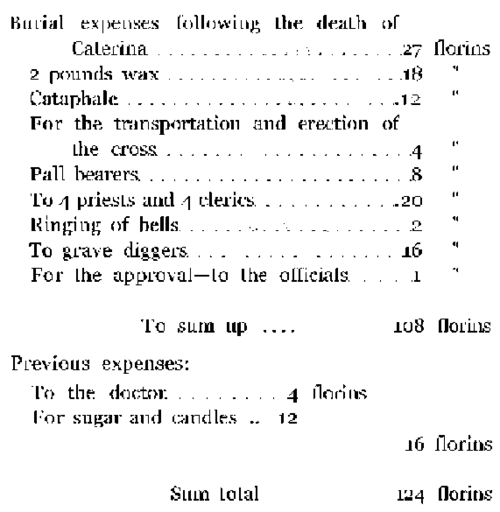 Burial expenses following the death of
Caterina . . . . . . . . . . . . . . . . . . . . 27 florins
2 pounds wax . . . . . . . . . . . . . . . . . . 18 "
Cataphale . . . . . . . . . . . . . . . . . . . . 12 "
For the transportation and erection of
the cross . . . . . . . . . . . . . . . . . . . . 4 "
Pall bearers . . . . . . . . . . . . . . . . . . . 8 "
To 4 priests and 4 clerics . . . . . . . . . . 20 "
Ringing of bells . . . . . . . . . . . . . . . . 2 "
To grave diggers . . . . . . . . . . . . . . . 16 "
For the approval—to the officials . . . . 1 "
To sum up .... 108 florins
Previous expenses:
To the doctor . . . . . . . . 4 florins
For sugar and candles .. 12
16 florins
Sum total 124 florins